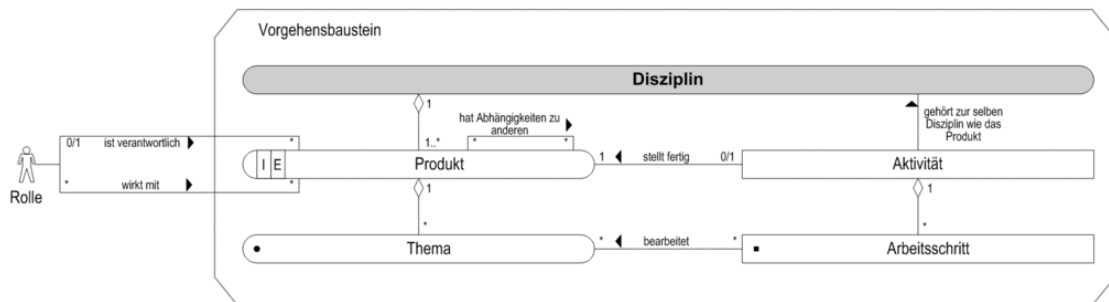 Vorgehensbaustein
Disziplin
1
hat Abhängigkeiten zu
anderen
gehört zur selben
Disziplin wie das
Produkt
0/1 ist verantwortlich *
1..* * *
I E Produkt
1 stellt fertig 0/1
Aktivität
* wirkt mit *
Rolle
1
1
*
*
Thema
* bearbeitet *
Arbeitsschritt